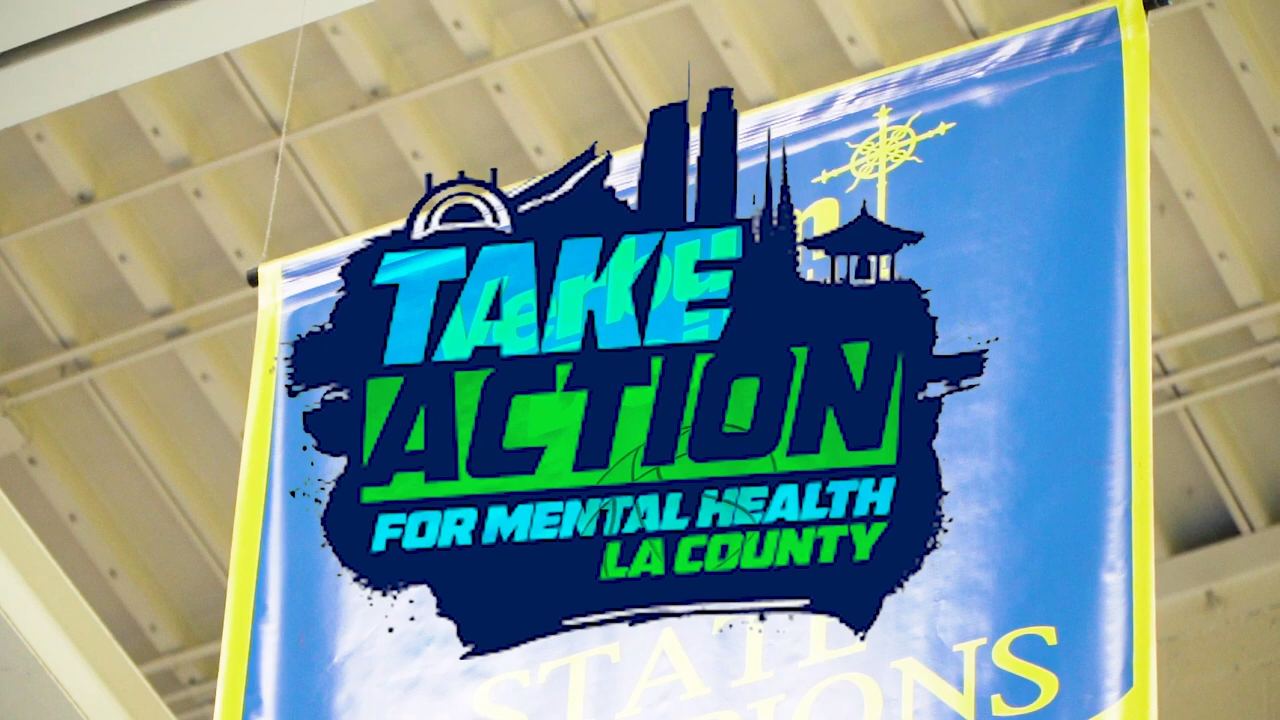 TAKE
ACTION
FOR MENTAL HEALTH
LA COUNTY
STATE